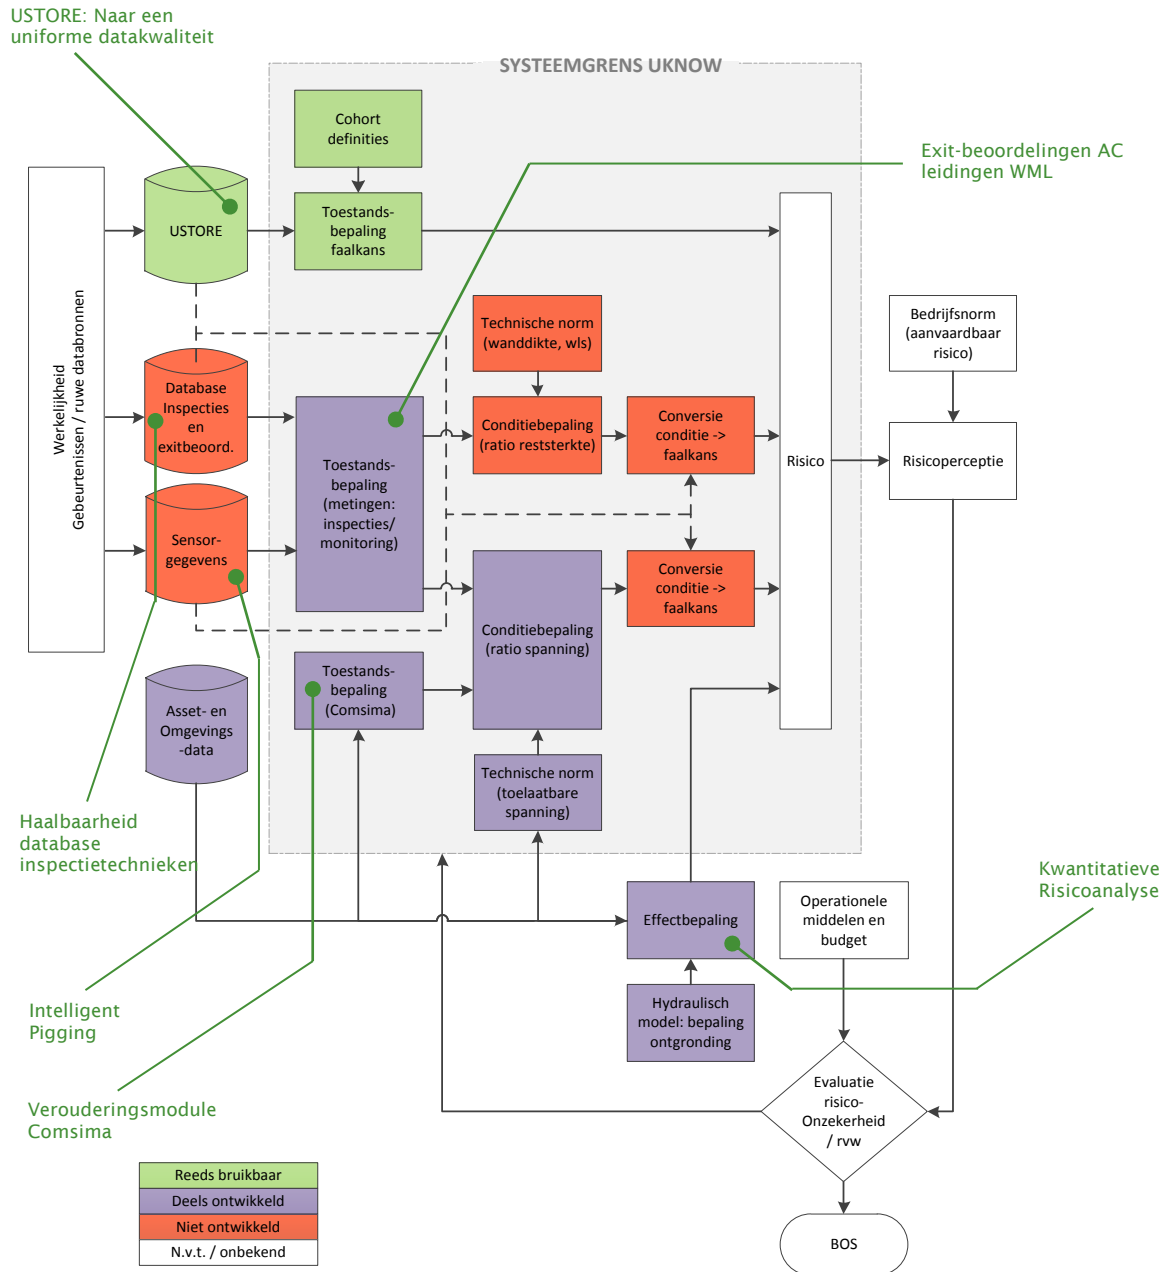 USTORE: Naar een
uniforme datakwaliteit
SYSTEEMGRENS UKNOW
Cohort
definities
Exit-beoordelingen AC
leidingen WML
Werkelijkheid
Gebeurtenissen / ruwe databronnen
USTORE
Toestands-
bepaling
faalkans
Technische norm
(wanddikte, wls)
Bedrijfsnorm
(aanvaardbaar
risico)
Database
Inspecties
en
exitbeoord.
Toestands-
bepaling
(metingen:
inspecties/
monitoring)
Conditiebepaling
(ratio reststerkte)
Conversie
conditie ->
faalkans
Risico
Risicoperceptie
Sensor-
gegevens
Conditiebepaling
(ratio spanning)
Conversie
conditie ->
faalkans
Asset- en
Omgevings
-data
Toestands-
bepaling
(Comsima)
Technische norm
(toelaatbare
spanning)
Haalbaarheid
database
inspectietechnieken
Kwantitatieve
Risicoanalyse
Effectbepaling
Operationele
middelen en
budget
Intelligent
Pigging
Hydraulisch
model: bepaling
ontgronding
Verouderingsmodule
Comsima
Evaluatie
risico-
Onzekerheid
/ rvw
Reeds bruikbaar
Deels ontwikkeld
Niet ontwikkeld
N.v.t. / onbekend
BOS